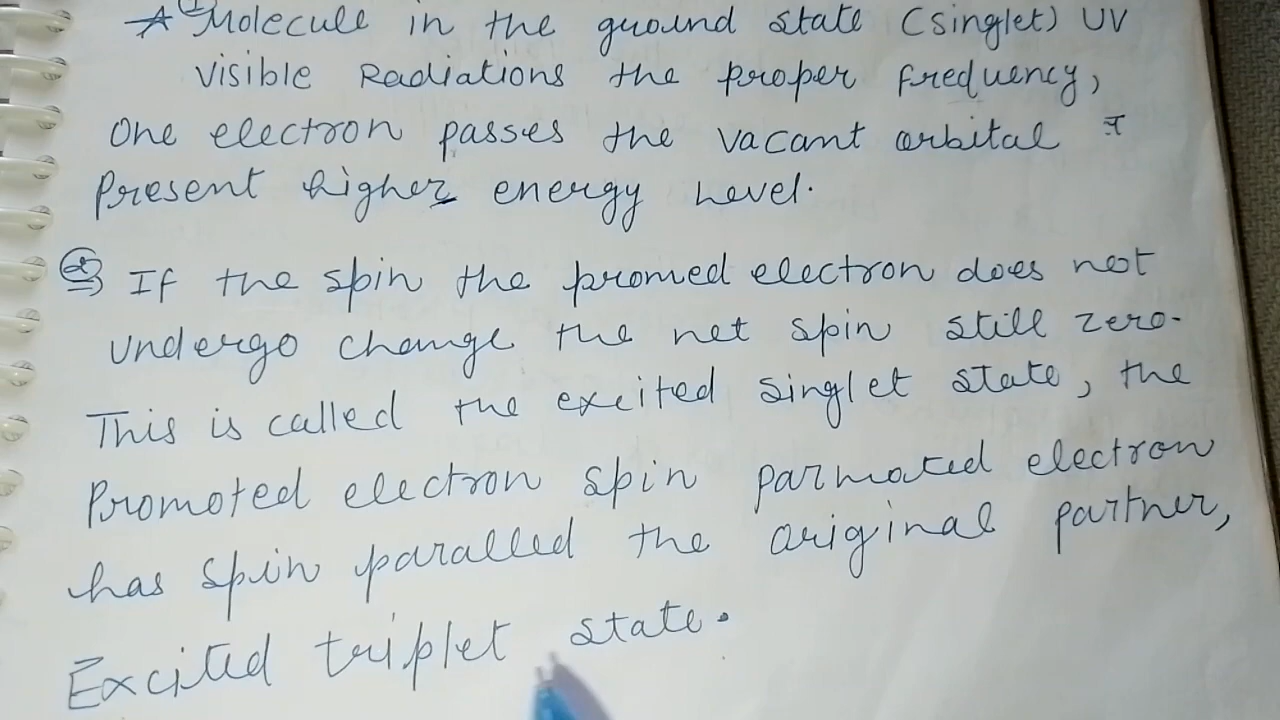 A Molecule in the ground state (singlet) UV
Visible Radiations the proper frequency,
One electron passes the vacant orbital
Present higher energy Level.
If the spin the promed electron does not
undergo change the net spin still zero.
This is called the excited singlet state, the
Promoted electron spin parmoted electron
has spin paralled the original partner,
Excited triplet state.